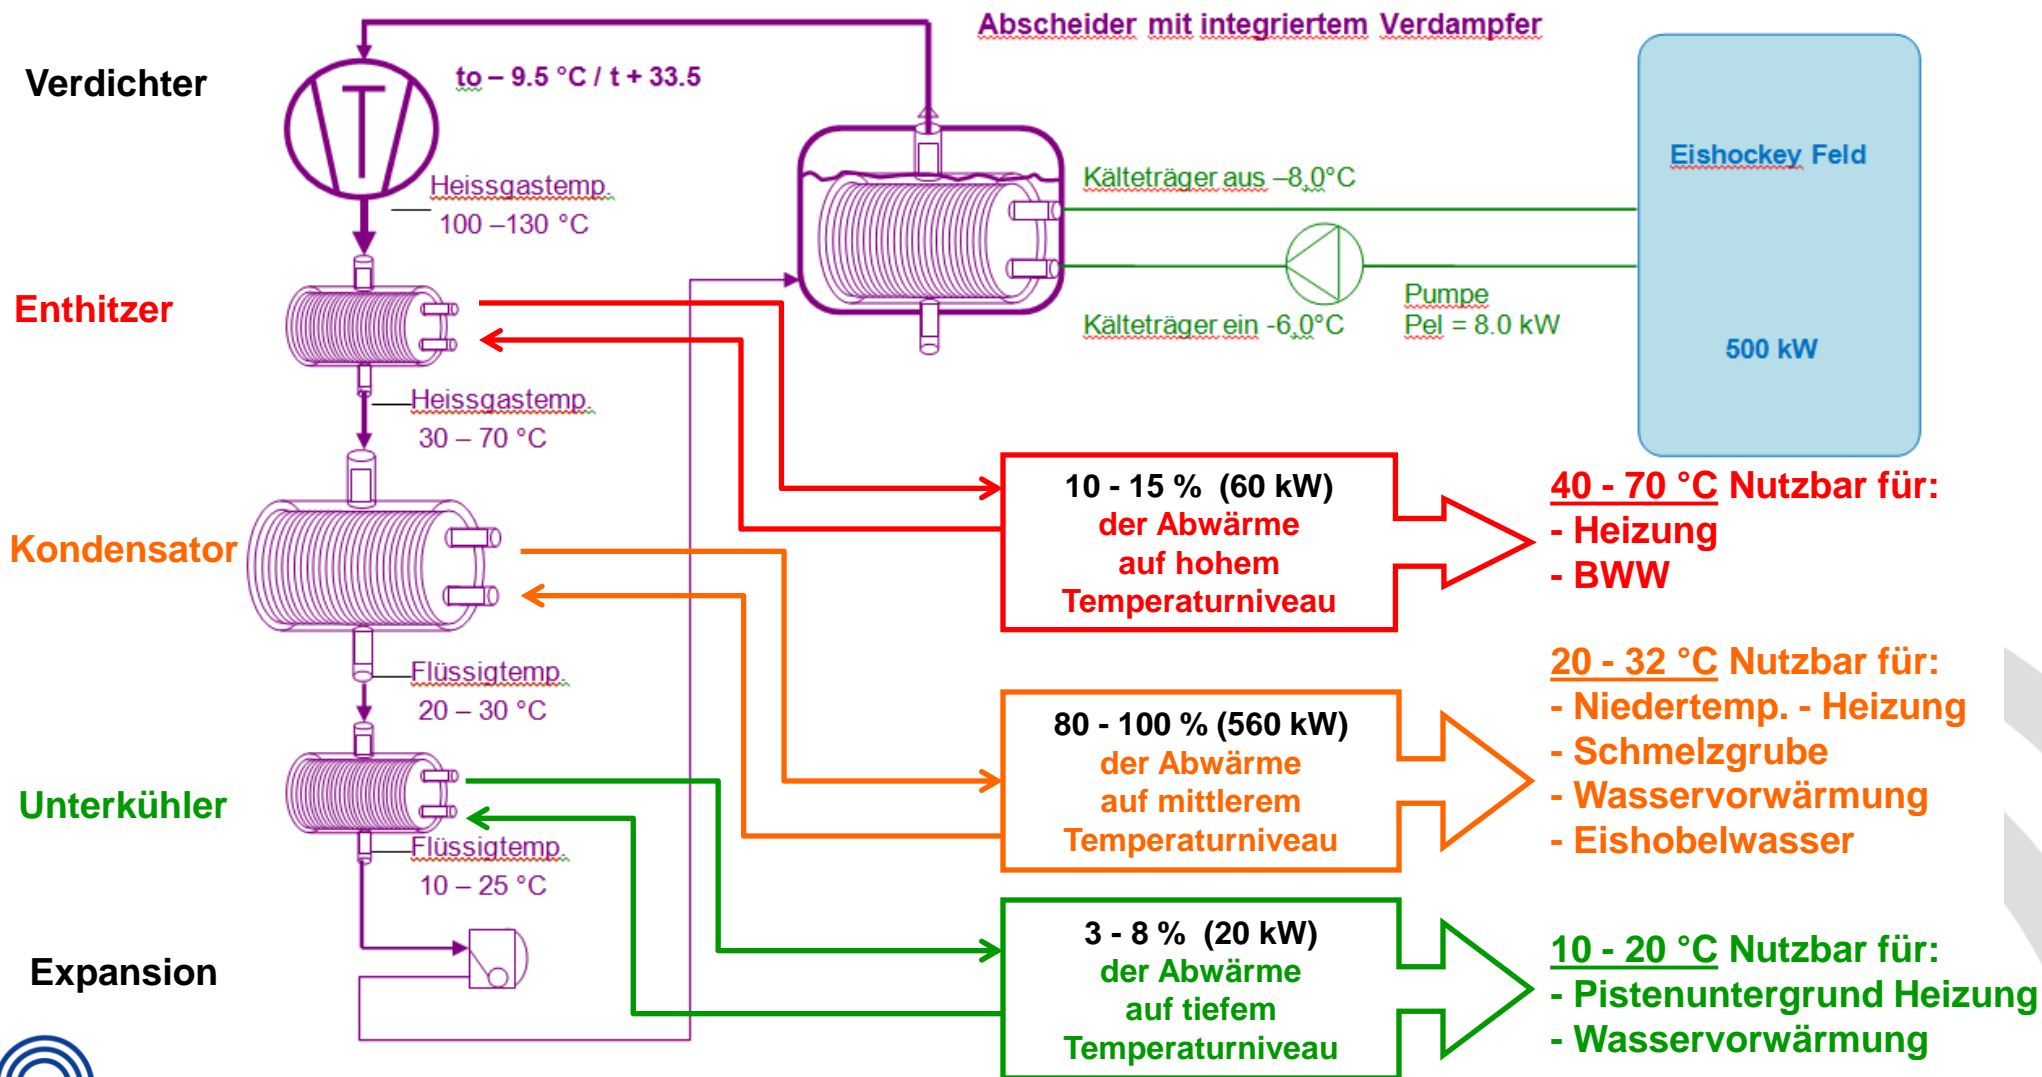 Abscheider mit integriertem Verdampfer
Verdichter
to – 9.5 °C / t + 33.5
Eishockey Feld
500 kW
Heissgastemp.
100 –130 °C
Kälteträger aus –8,0°C
Kälteträger ein -6,0°C
Pumpe
Pel = 8.0 kW
Enthitzer
Heissgastemp.
30 – 70 °C
10 - 15 % (60 kW)
der Abwärme
auf hohem
Temperaturniveau
40 - 70 °C Nutzbar für:
- Heizung
- BWW
Kondensator
Flüssigtemp.
20 – 30 °C
80 - 100 % (560 kW)
der Abwärme
auf mittlerem
Temperaturniveau
20 - 32 °C Nutzbar für:
- Niedertemp. - Heizung
- Schmelzgrube
- Wasservorwärmung
- Eishobelwasser
Unterkühler
Flüssigtemp.
10 – 25 °C
3 - 8 % (20 kW)
der Abwärme
auf tiefem
Temperaturniveau
10 - 20 °C Nutzbar für:
- Pistenuntergrund Heizung
- Wasservorwärmung
Expansion